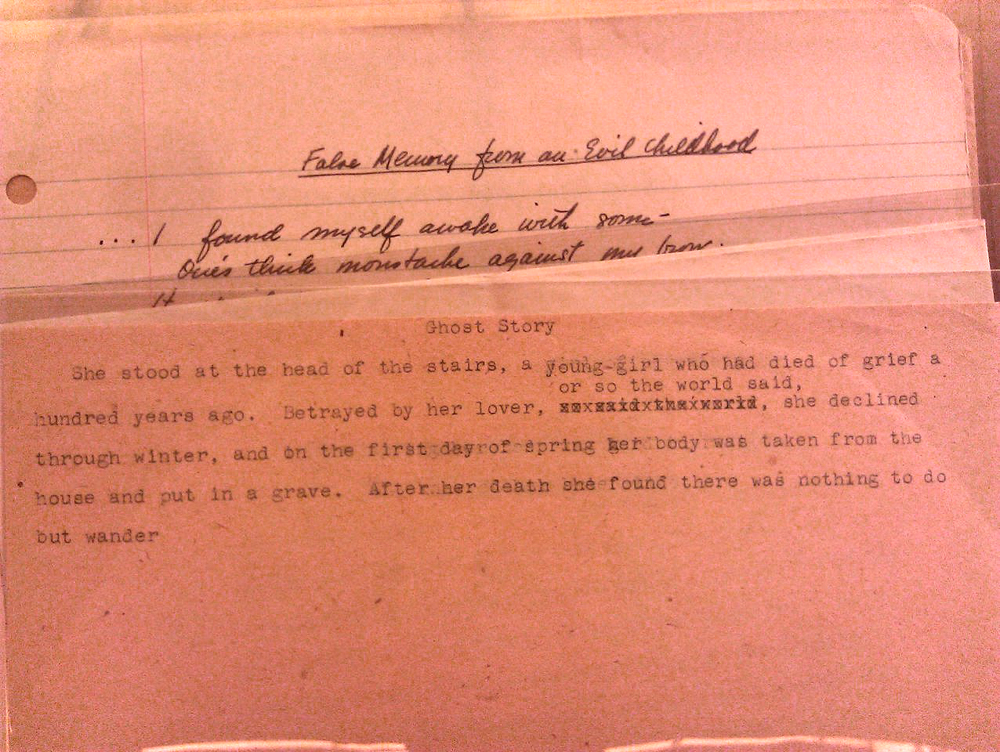 False Memory from an Evil Childhood
... I found myself awake with some-
one's thick moustache against my brow.
Ghost Story
She stood at the head of the stairs, a young girl who had died of grief a
or so the world said,
hundred years ago. Betrayed by her lover, so said the world, she declined
through winter, and on the first day of spring her body was taken from the
house and put in a grave. After her death she found there was nothing to do
but wander